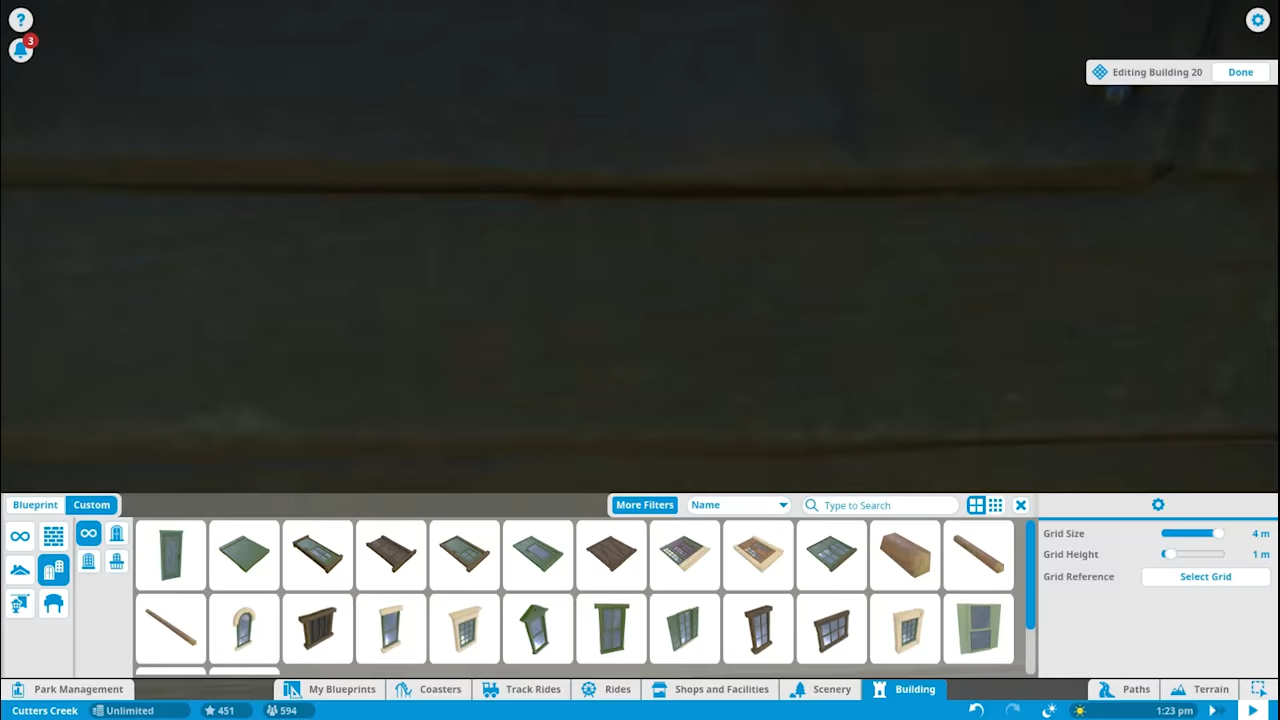 ?
3
Editing Building 20 Done
Blueprint Custom More Filters Name Type to Search
Grid Size 4 m
Grid Height 1 m
Grid Reference Select Grid
Park Management My Blueprints Coasters Track Rides Rides Shops and Facilities Scenery Building Paths Terrain
Cutters Creek Unlimited 451 594 1:23 pm